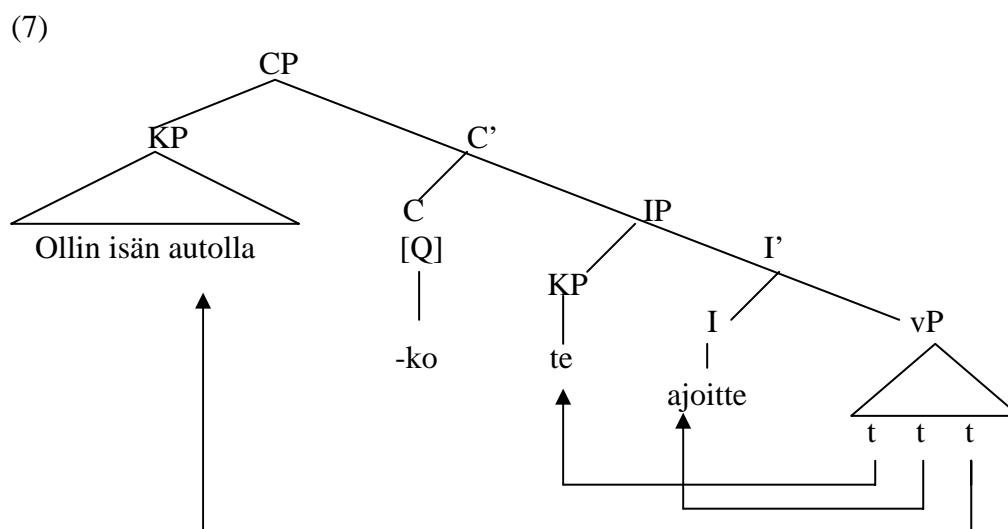 (7)
CP
KP C’
C IP
Ollin isän autolla [Q] I’
KP
I vP
-ko te
ajoitte
t t t